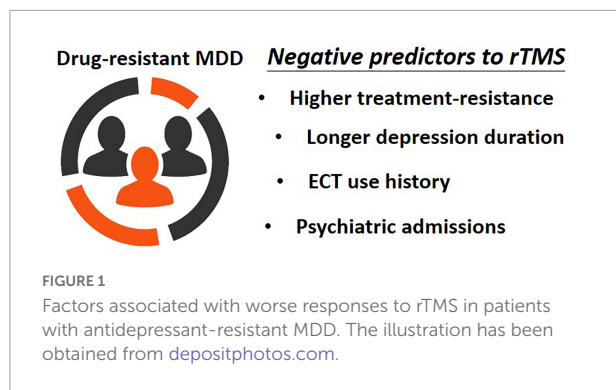 Drug-resistant MDD
Negative predictors to rTMS
• Higher treatment-resistance
• Longer depression duration
• ECT use history
• Psychiatric admissions
FIGURE 1
Factors associated with worse responses to rTMS in patients
with antidepressant-resistant MDD. The illustration has been
obtained from depositphotos.com.